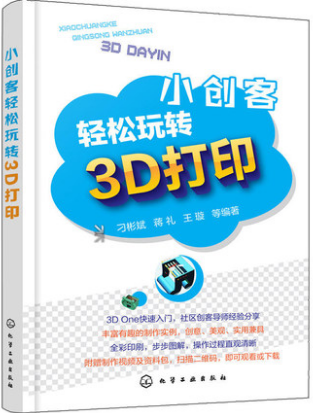 小创客轻松玩转3D打印
XIAOCHUANGKE
QINGSONG WANZHUAN
3D DAYIN
小创客
轻松玩转
3D打印
刁彬斌 蒋礼 王璇 等编著
3D One快速入门，社区创客导师经验分享
丰富有趣的制作实例，创意、美观、实用兼具
全彩印刷，步步图解，操作过程直观清晰
附赠制作视频及资料包，扫描二维码，即可观看或下载
化学工业出版社